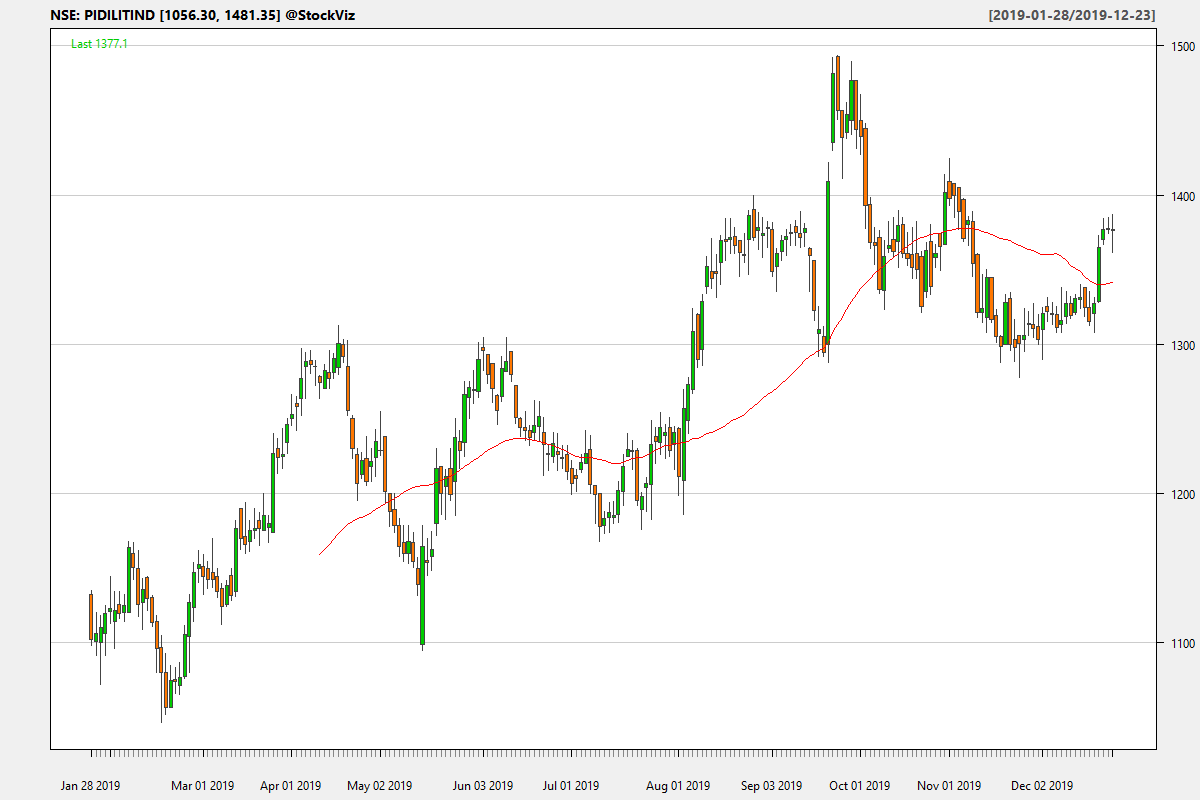 NSE: PIDILITIND [1056.30, 1481.35] @StockViz [2019-01-28/2019-12-23]
Last 1377.1
1500
1400
1300
1200
1100
Jan 28 2019 Mar 01 2019 Apr 01 2019 May 02 2019 Jun 03 2019 Jul 01 2019 Aug 01 2019 Sep 03 2019 Oct 01 2019 Nov 01 2019 Dec 02 2019